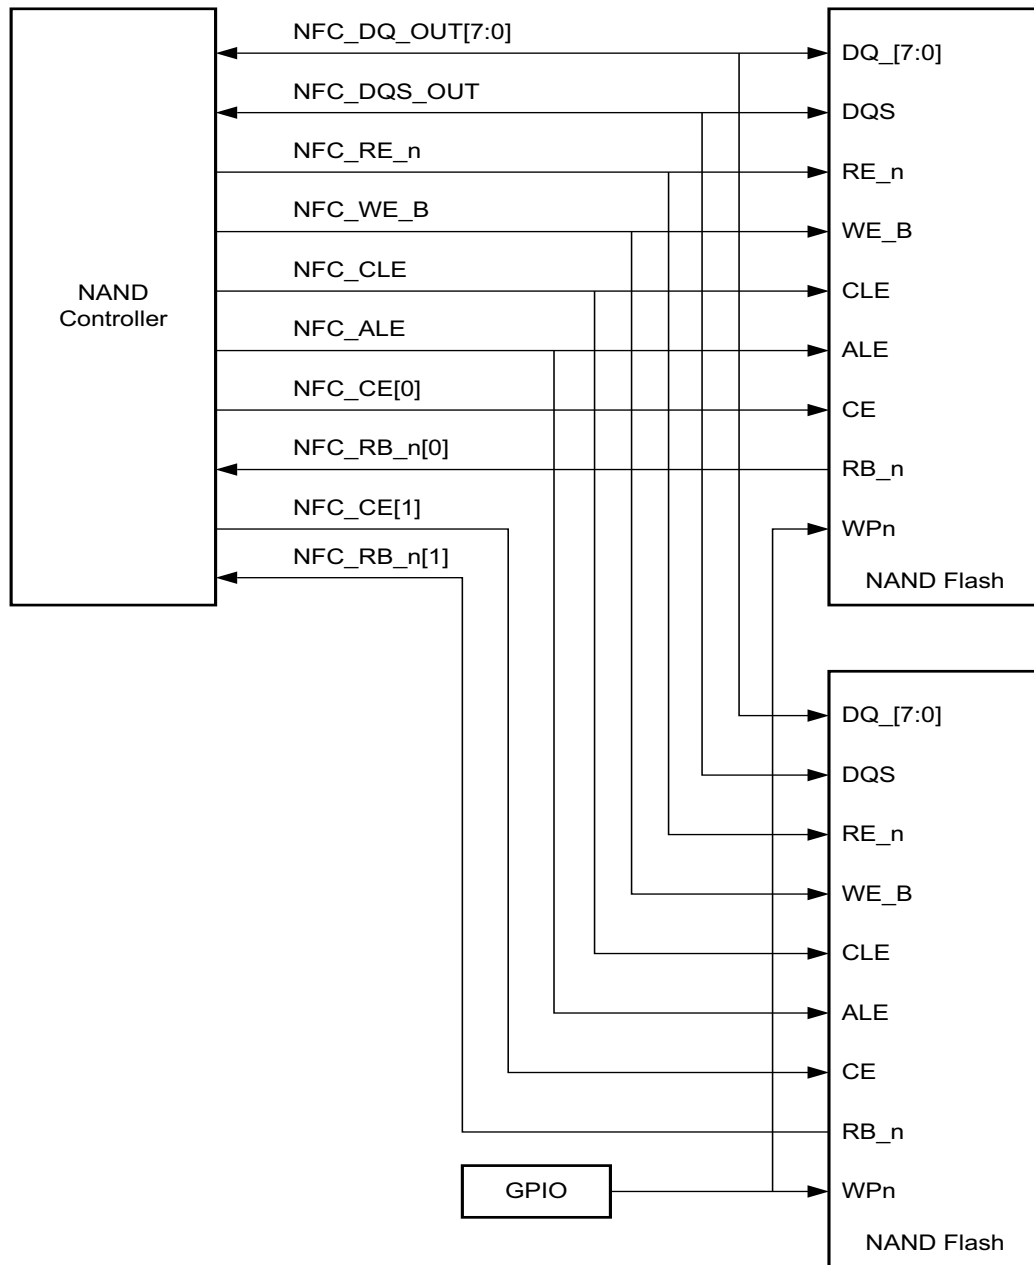 NAND
Controller
NFC_DQ_OUT[7:0]
NFC_DQS_OUT
NFC_RE_n
NFC_WE_B
NFC_CLE
NFC_ALE
NFC_CE[0]
NFC_RB_n[0]
NFC_CE[1]
NFC_RB_n[1]
DQ_[7:0]
DQS
RE_n
WE_B
CLE
ALE
CE
RB_n
WPn
NAND Flash
DQ_[7:0]
DQS
RE_n
WE_B
CLE
ALE
CE
RB_n
WPn
NAND Flash
GPIO